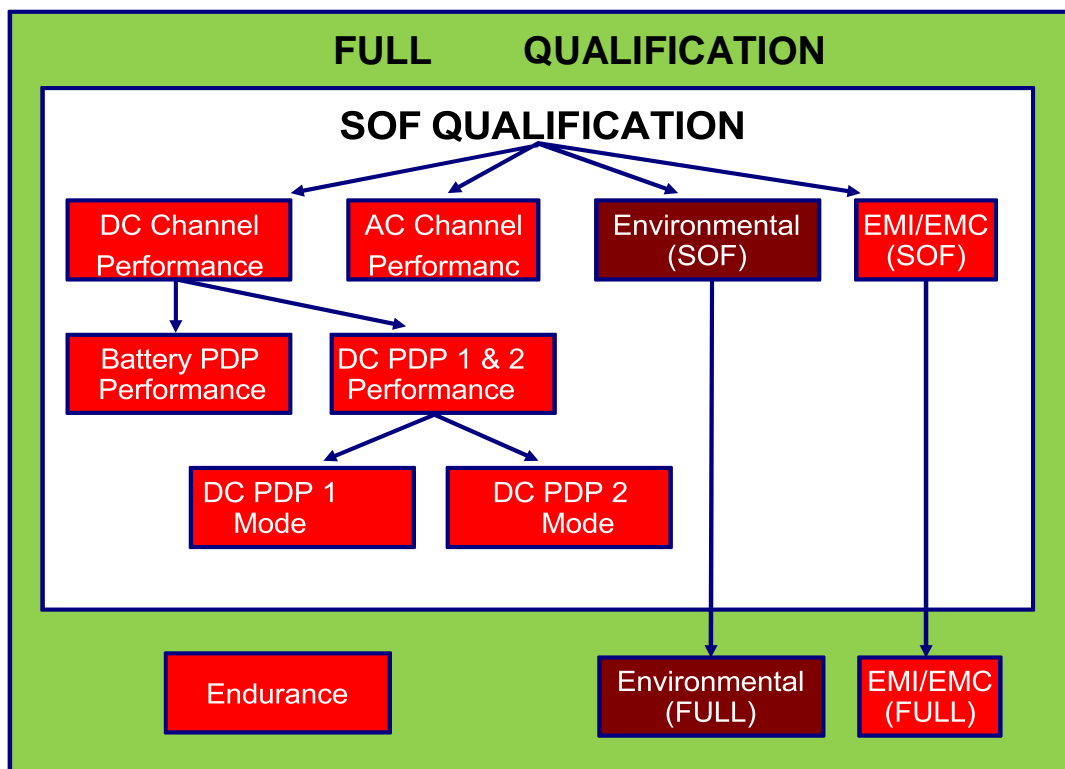 FULL QUALIFICATION
SOF QUALIFICATION
DC Channel
Performance
AC Channel
Performanc
Environmental
(SOF)
EMI/EMC
(SOF)
Battery PDP
Performance
DC PDP 1 & 2
Performance
DC PDP 1
Mode
DC PDP 2
Mode
Endurance
Environmental
(FULL)
EMI/EMC
(FULL)